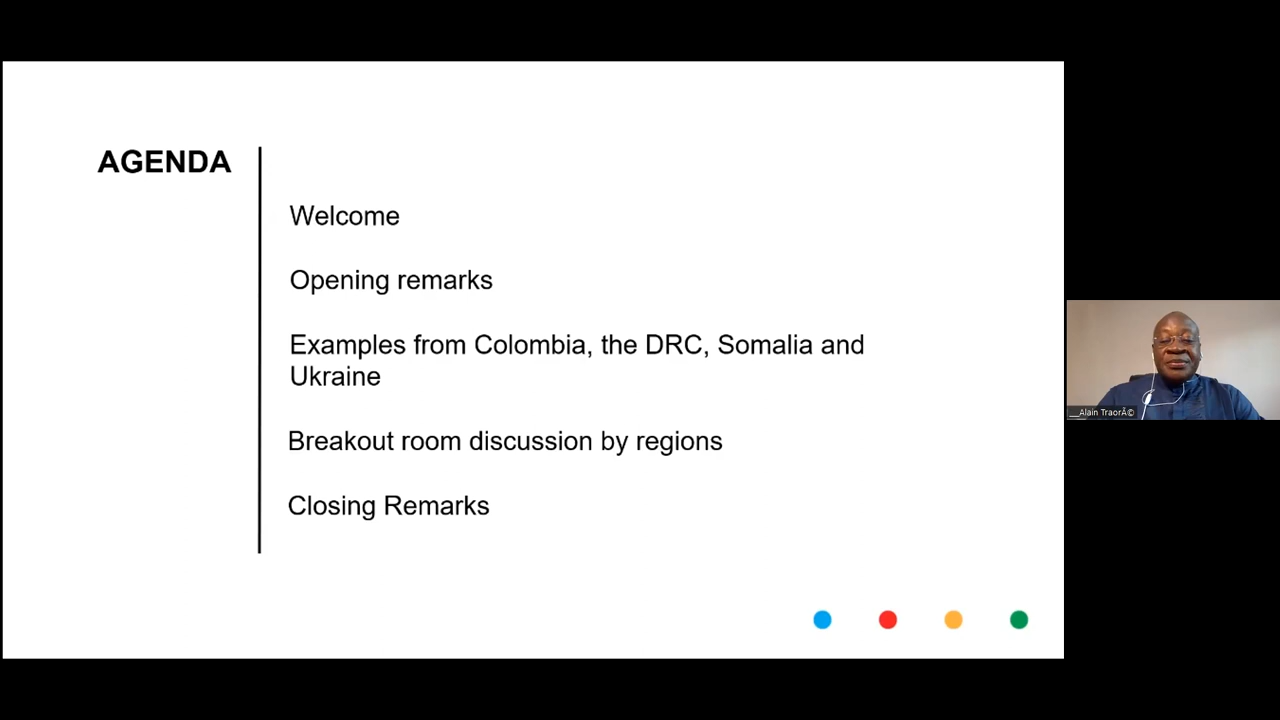 AGENDA
Welcome
Opening remarks
Examples from Colombia, the DRC, Somalia and
Ukraine
Breakout room discussion by regions
Closing Remarks
__Alain TraorÃ©